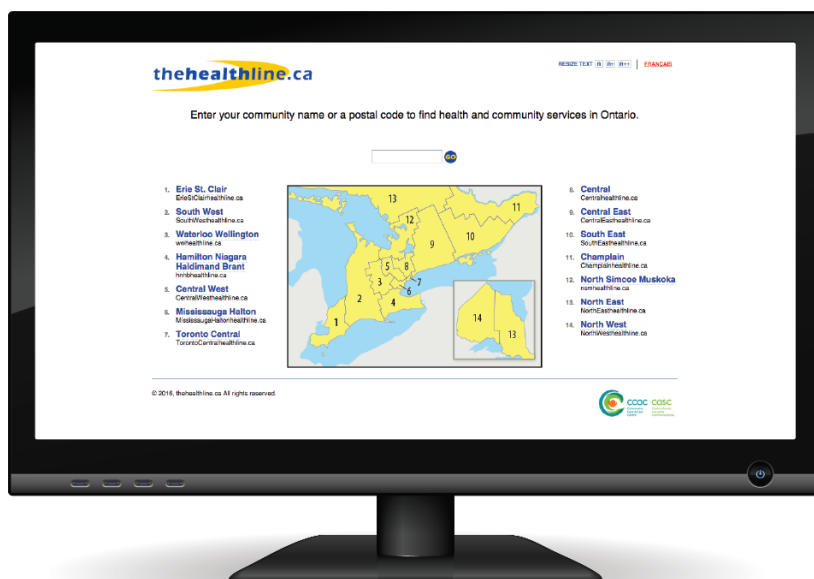 thehealthline.ca
RESIZE TEXT
FRANÇAIS
Enter your community name or a postal code to find health and community services in Ontario.
GO
1. Erie St. Clair
ErieStClairhealthline.ca
2. South West
SouthWesthealthline.ca
3. Waterloo Wellington
wwhealthline.ca
4. Hamilton Niagara
Haldimand Brant
hnhbhealthline.ca
5. Central West
CentralWesthealthline.ca
6. Mississauga Halton
MississaugaHaltonhealthline.ca
7. Toronto Central
TorontoCentralhealthline.ca
13
12
11
10
9
5
8
7
3
6
2
4
1
14
13
8. Central
Centralhealthline.ca
9. Central East
CentralEasthealthline.ca
10. South East
SouthEasthealthline.ca
11. Champlain
Champlainhealthline.ca
12. North Simcoe Muskoka
nsmhealthline.ca
13. North East
NorthEasthealthline.ca
14. North West
NorthWesthealthline.ca
© 2016, thehealthline.ca All rights reserved.
CCAC CASC